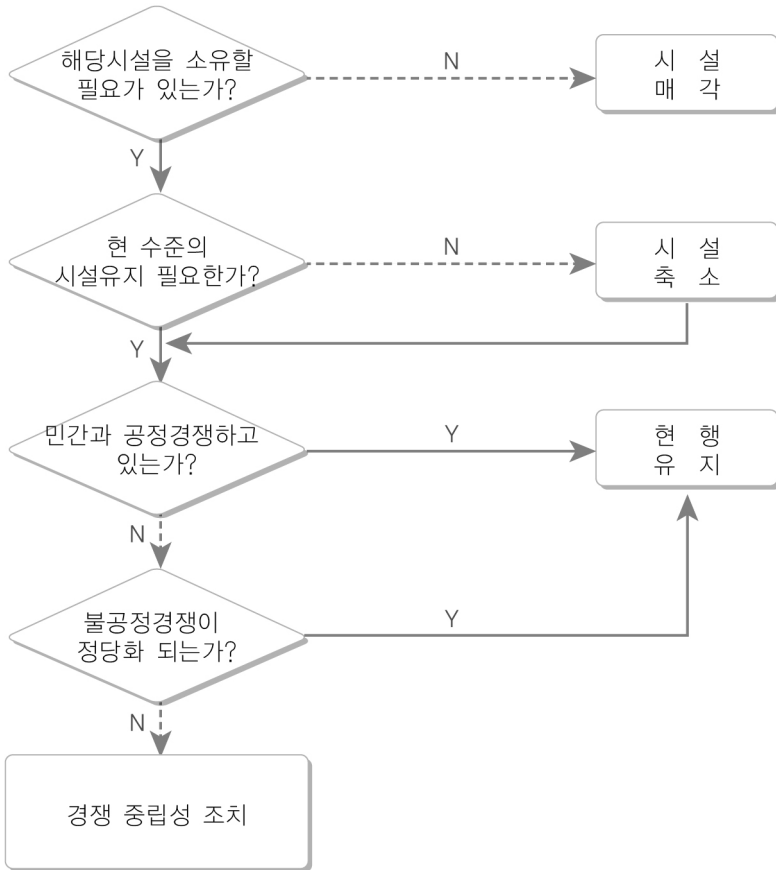 해당시설을 소유할
필요가 있는가?
N
시 설
매 각
Y
현 수준의
시설유지 필요한가?
N
시 설
축 소
Y
민간과 공정경쟁하고
있는가?
Y
현 행
유 지
N
불공정경쟁이
정당화 되는가?
Y
N
경쟁 중립성 조치